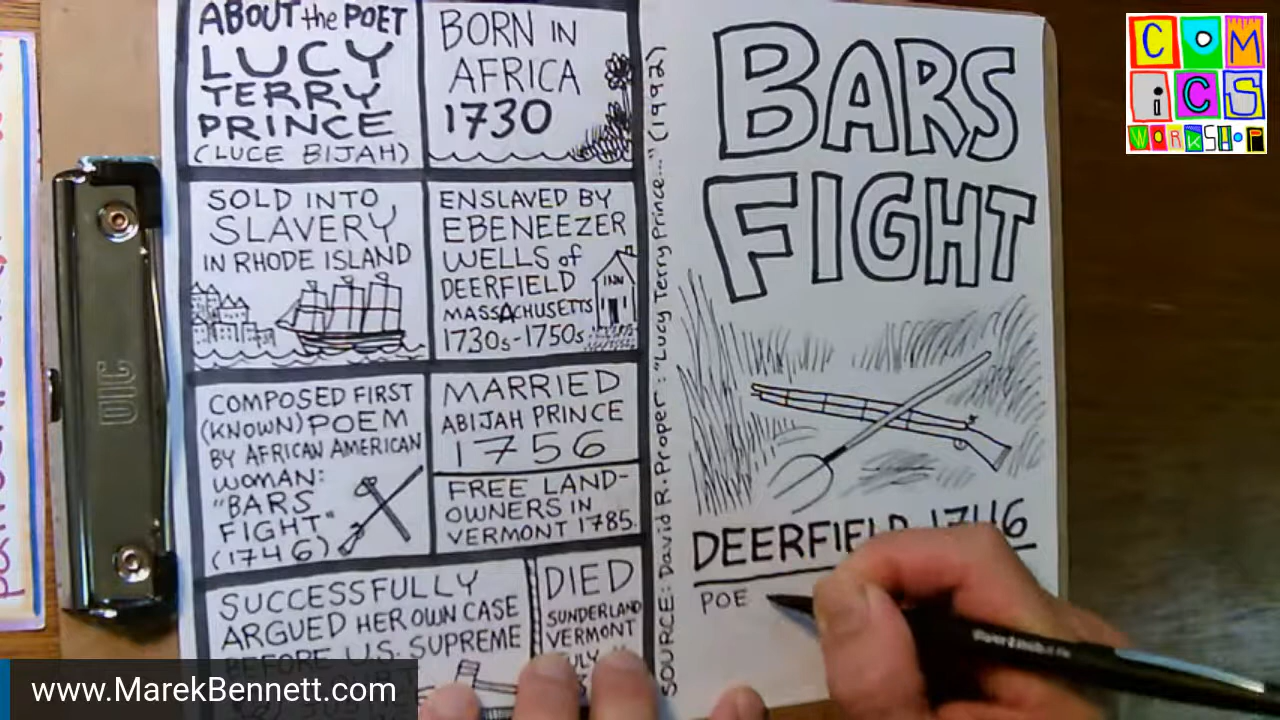 ABOUT the POET
LUCY
TERRY
PRINCE
(LUCE BIJAH)
BORN IN
AFRICA
1730
SOLD INTO
SLAVERY
IN RHODE ISLAND
ENSLAVED BY
EBENEEZER
WELLS of
DEERFIELD
MASSACHUSETTS
1730s-1750s
INN
COMPOSED FIRST
(KNOWN) POEM
BY AFRICAN AMERICAN
WOMAN:
"BARS
FIGHT"
(1746)
MARRIED
ABIJAH PRINCE
1756
FREE LAND-
OWNERS IN
VERMONT 1785.
SUCCESSFULLY
ARGUED HER OWN CASE
BEFORE U.S. SUPREME
DIED
SUNDERLAND
VERMONT
SOURCE: David R. Proper: "Lucy Terry Prince..." (1992)
BARS
FIGHT
DEERFIELD 1746
POE
OIC
COM
iCS
WORKSHOP
www.MarekBennett.com